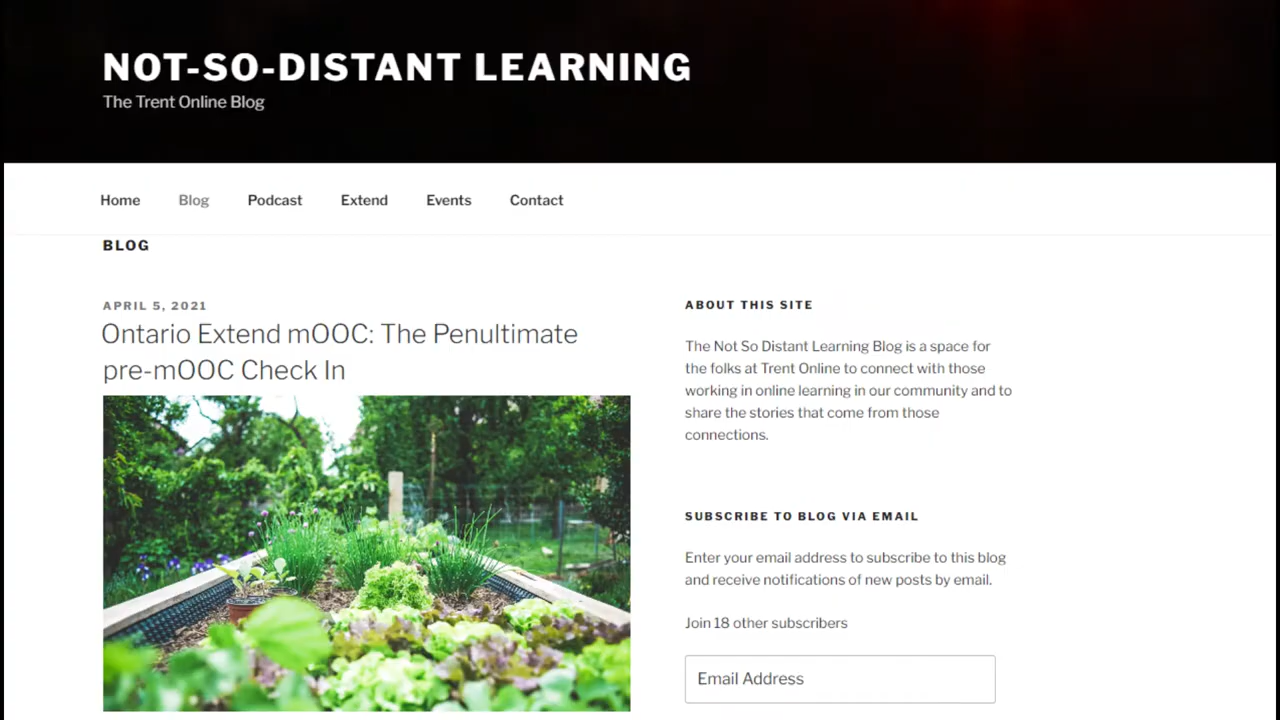 NOT-SO-DISTANT LEARNING
The Trent Online Blog
Home Blog Podcast Extend Events Contact
BLOG
APRIL 5, 2021
Ontario Extend mOOC: The Penultimate
pre-mOOC Check In
ABOUT THIS SITE
The Not So Distant Learning Blog is a space for
the folks at Trent Online to connect with those
working in online learning in our community and to
share the stories that come from those
connections.
SUBSCRIBE TO BLOG VIA EMAIL
Enter your email address to subscribe to this blog
and receive notifications of new posts by email.
Join 18 other subscribers
Email Address